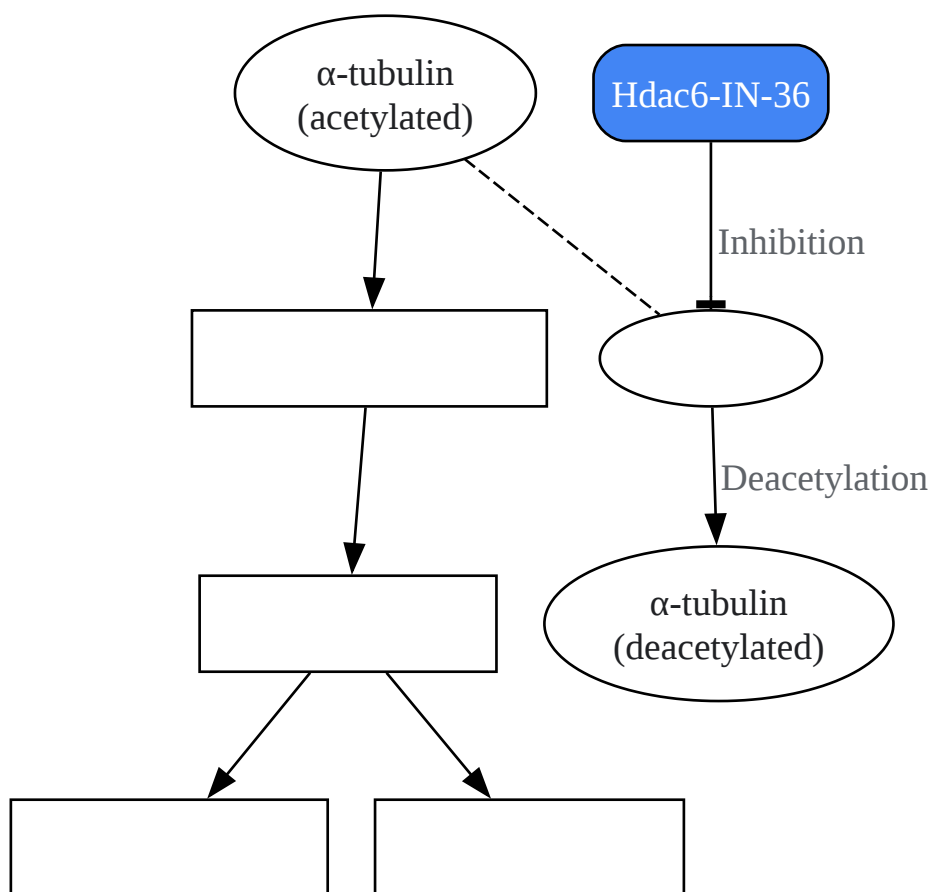 α-tubulin
(acetylated)
Hdac6-IN-36
Inhibition
Deacetylation
α-tubulin
(deacetylated)